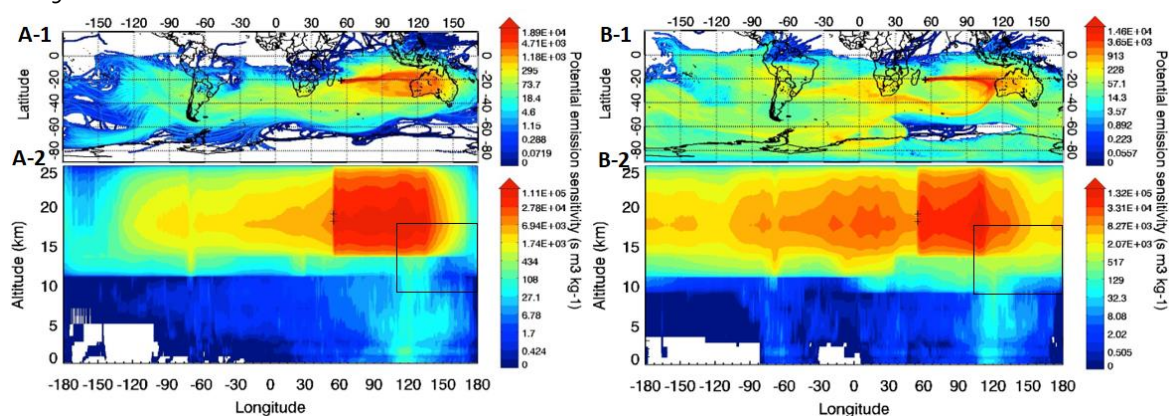 A-1
-150 -120 -90 -60 -30 0 30 60 90 120 150
Latitude
0
-20
-40
-60
-80
1.89E+04
4.71E+03
1.18E+03
295
73.7
18.4
4.6
1.15
0.288
0.0719
0
Potential emission sensitivity (s m3 kg-1)
A-2
Altitude (km)
25
20
15
10
5
0
-180 -150 -120 -90 -60 -30 0 30 60 90 120 150 180
Longitude
1.11E+05
2.78E+04
6.94E+03
1.74E+03
434
108
27.1
6.78
1.7
0.424
0
B-1
-150 -120 -90 -60 -30 0 30 60 90 120 150
Latitude
0
-20
-40
-60
-80
1.46E+04
3.65E+03
913
228
57.1
14.3
3.57
0.892
0.223
0.0557
0
Potential emission sensitivity (s m3 kg-1)
B-2
Altitude (km)
25
20
15
10
5
0
-180 -150 -120 -90 -60 -30 0 30 60 90 120 150 180
Longitude
1.32E+05
3.31E+04
8.27E+03
2.07E+03
517
129
32.3
8.08
2.02
0.505
0